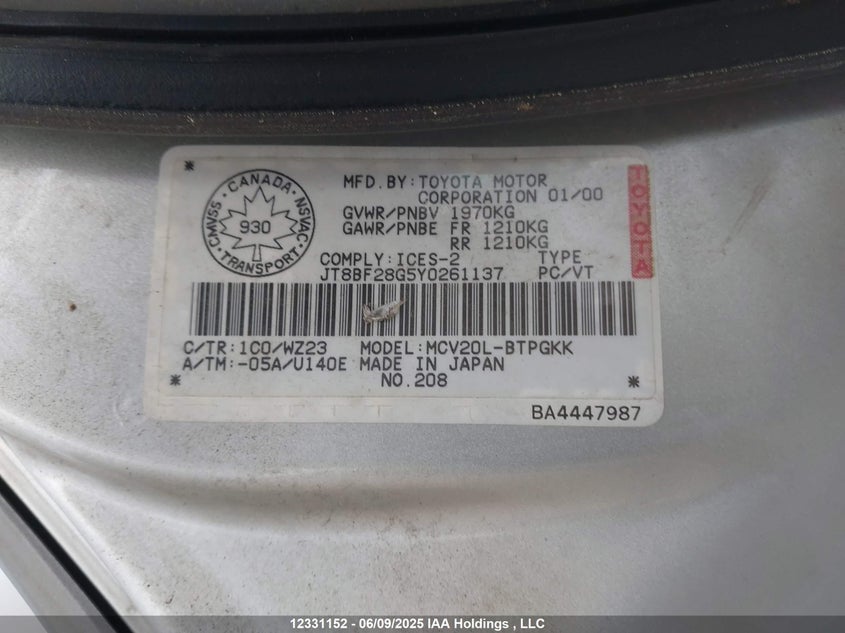 *
CMVSS · CANADA · NSVAC · TRANSPORT ·
930
MFD.BY:TOYOTA MOTOR
CORPORATION 01/00
GVWR/PNBV 1970KG
GAWR/PNBE FR 1210KG
RR 1210KG
COMPLY:ICES-2 TYPE
JT8BF28G5Y0261137 PC/VT
TOYOTA
C/TR:1C0/WZ23 MODEL:MCV20L-BTPGKK
A/TM:-05A/U140E MADE IN JAPAN
* NO.208 *
BA4447987
12331152 - 06/09/2025 IAA Holdings , LLC